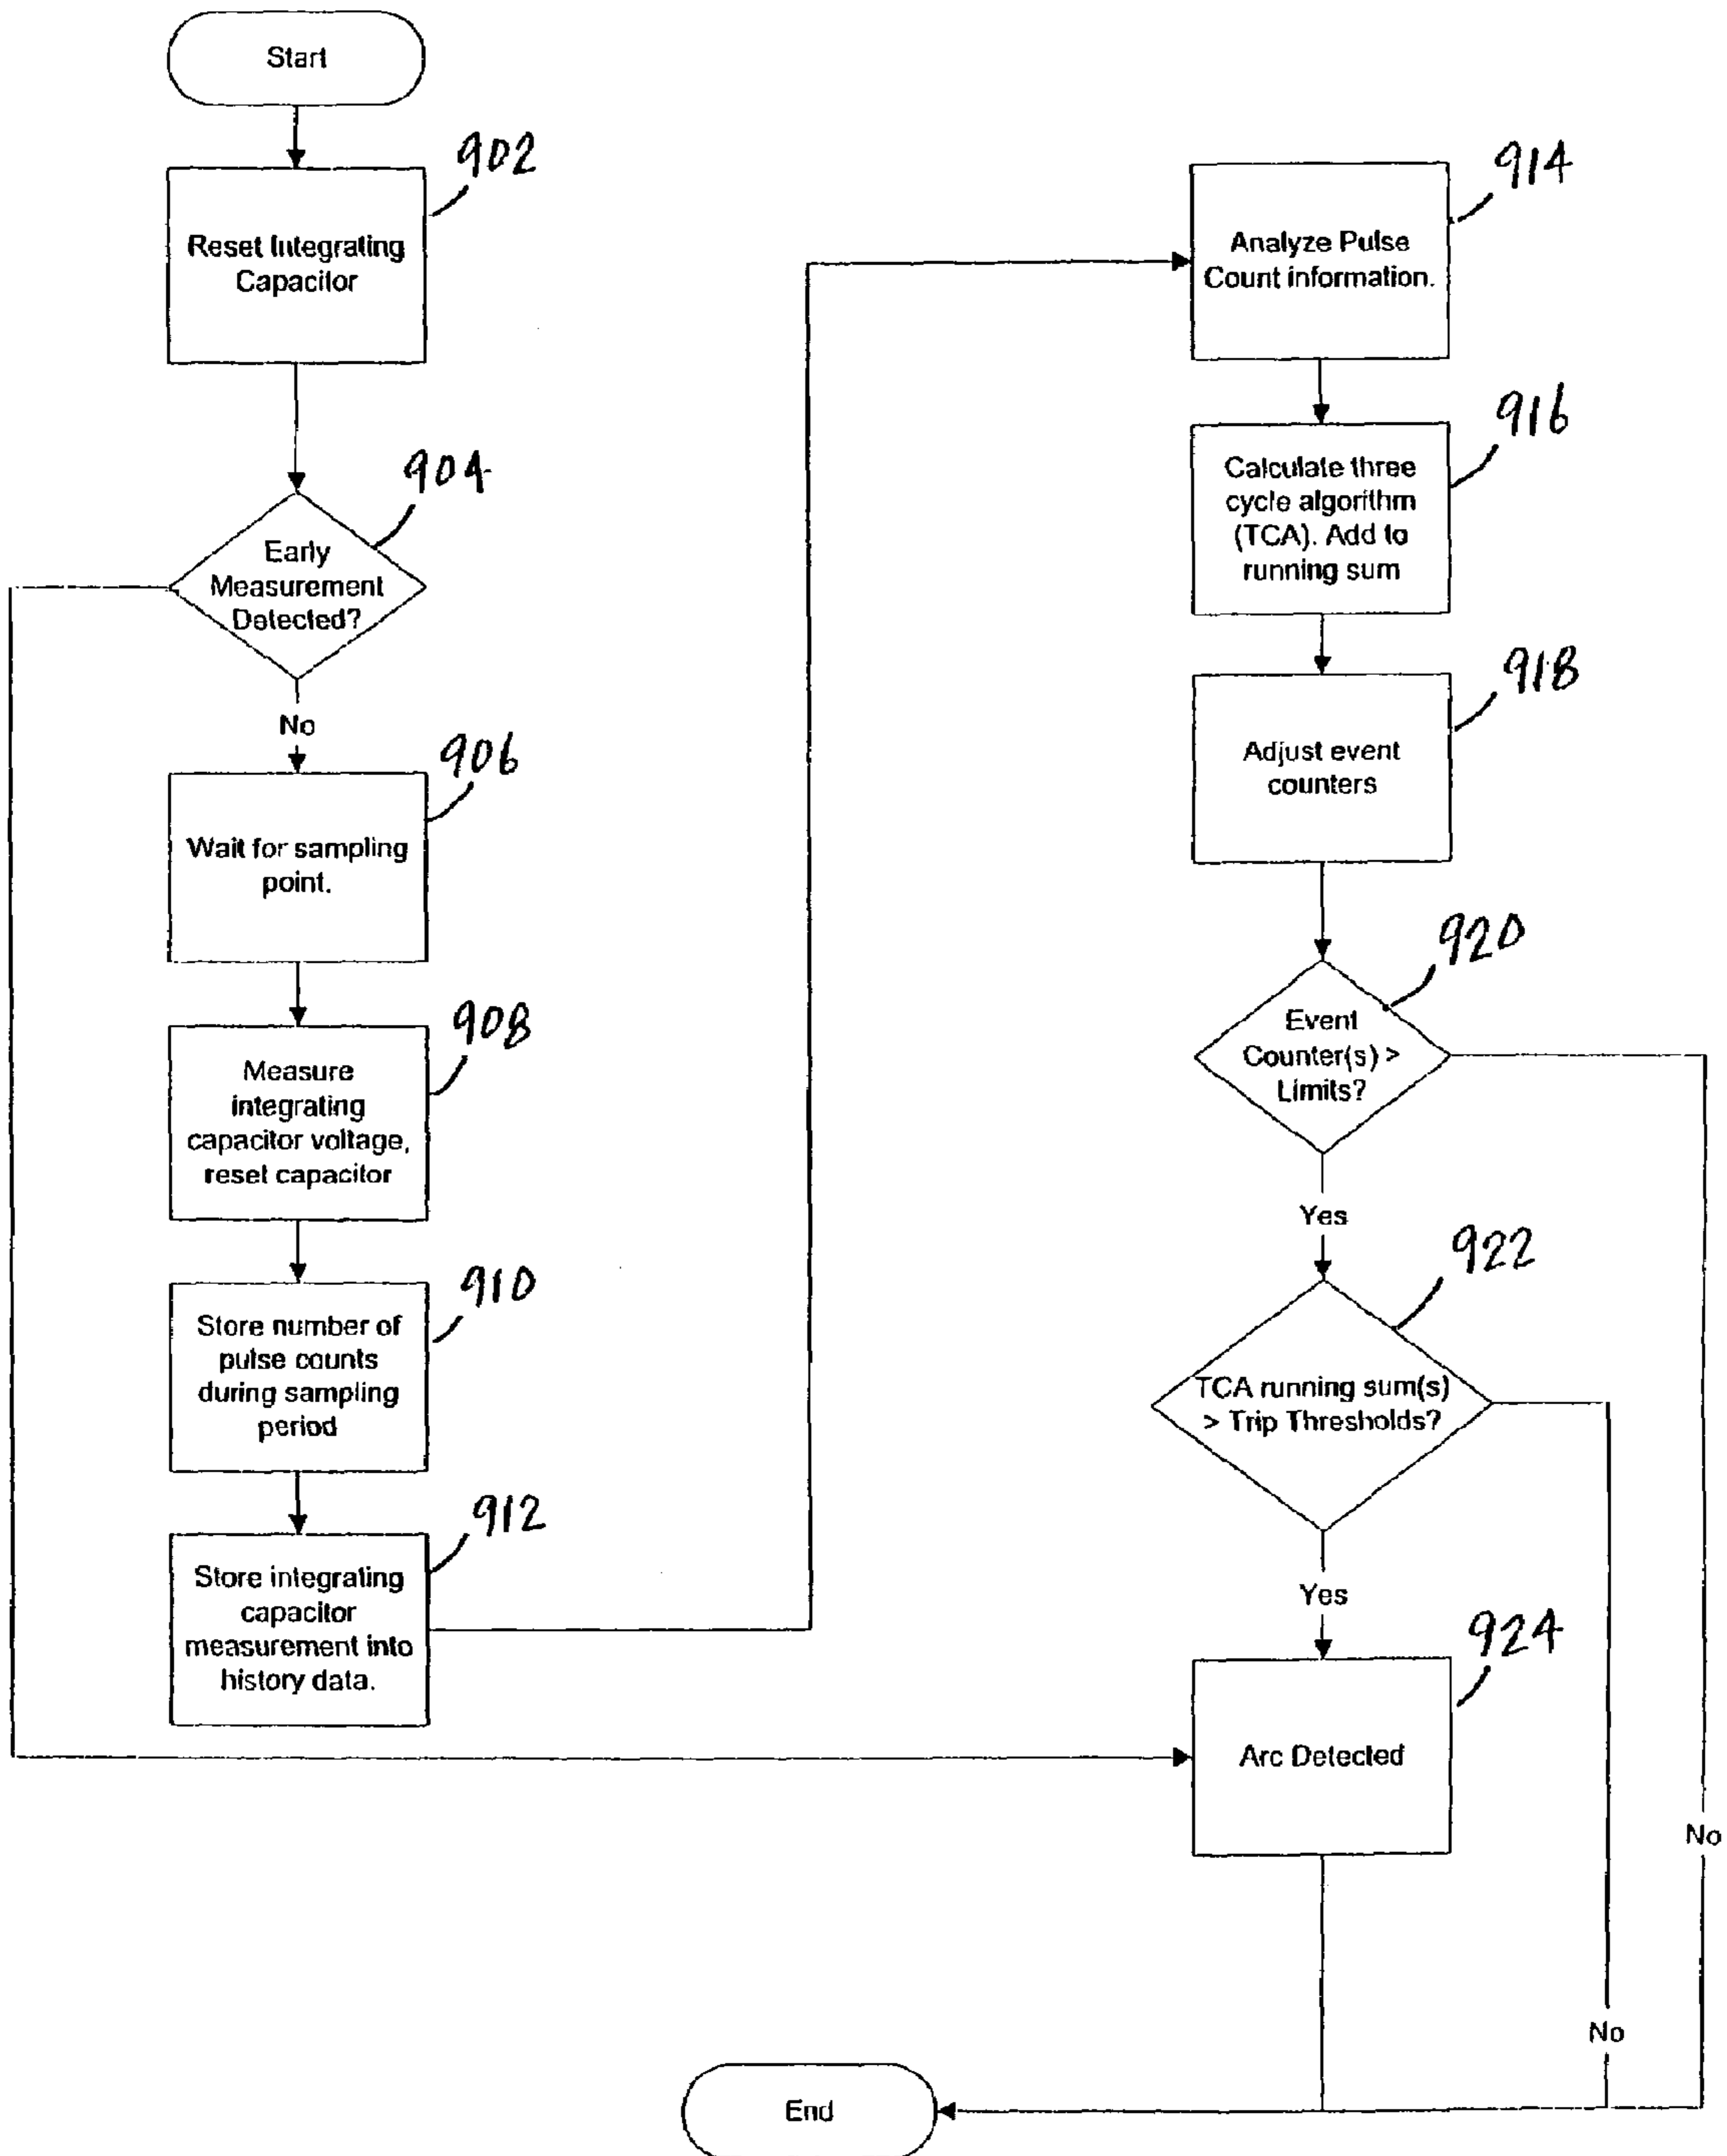 Start
902
Reset Integrating
Capacitor
904
Early
Measurement
Detected?
No
906
Wait for sampling
point.
908
Measure
integrating
capacitor voltage,
reset capacitor
910
Store number of
pulse counts
during sampling
period
912
Store integrating
capacitor
measurement into
history data.
914
Analyze Pulse
Count information.
916
Calculate three
cycle algorithm
(TCA). Add to
running sum
918
Adjust event
counters
920
Event
Counter(s) >
Limits?
Yes
922
TCA running sum(s)
> Trip Thresholds?
Yes
924
Arc Detected
No
No
End